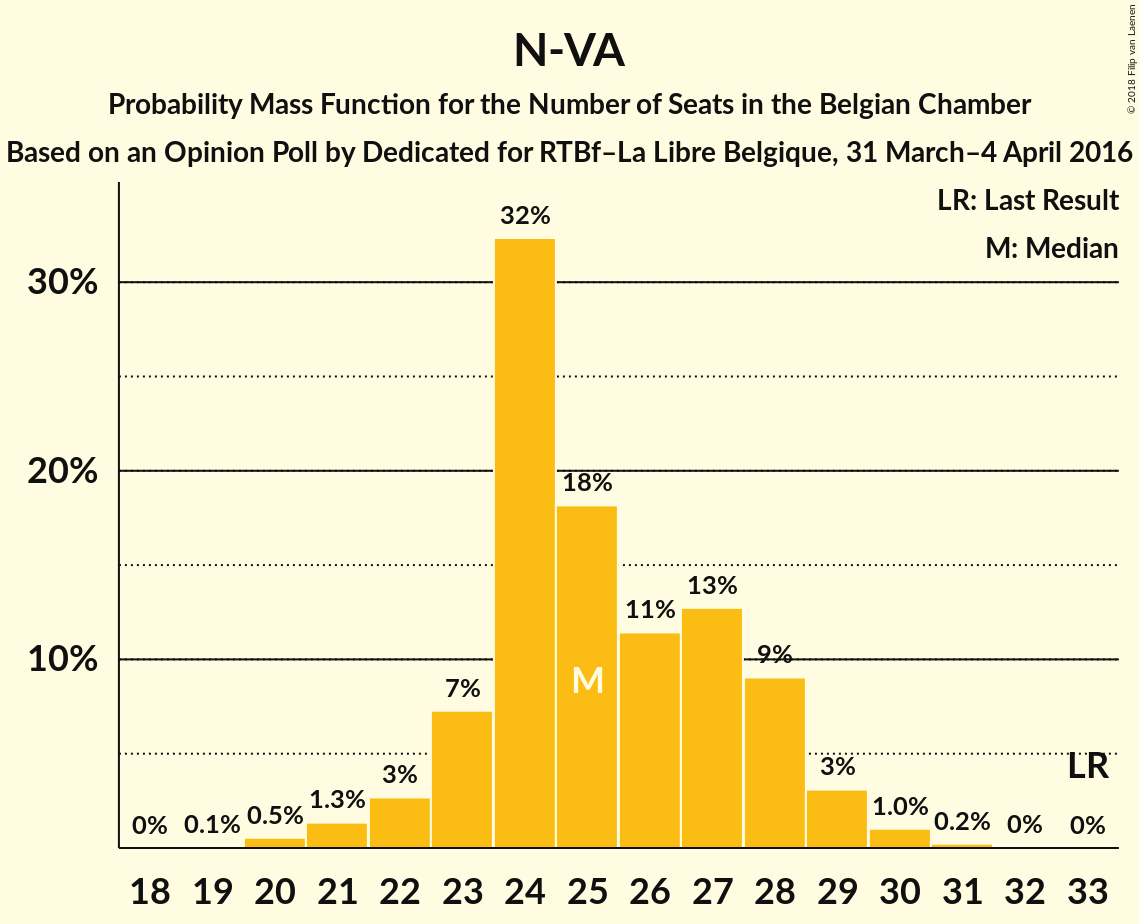 N-VA
Probability Mass Function for the Number of Seats in the Belgian Chamber
Based on an Opinion Poll by Dedicated for RTBf–La Libre Belgique, 31 March–4 April 2016
© 2018 Filip van Laenen
LR: Last Result
M: Median
30%
20%
10%
0% 0.1% 0.5% 1.3% 3% 7% 32% 18% 11% 13% 9% 3% 1.0% 0.2% 0% 0%
M
LR
18 19 20 21 22 23 24 25 26 27 28 29 30 31 32 33